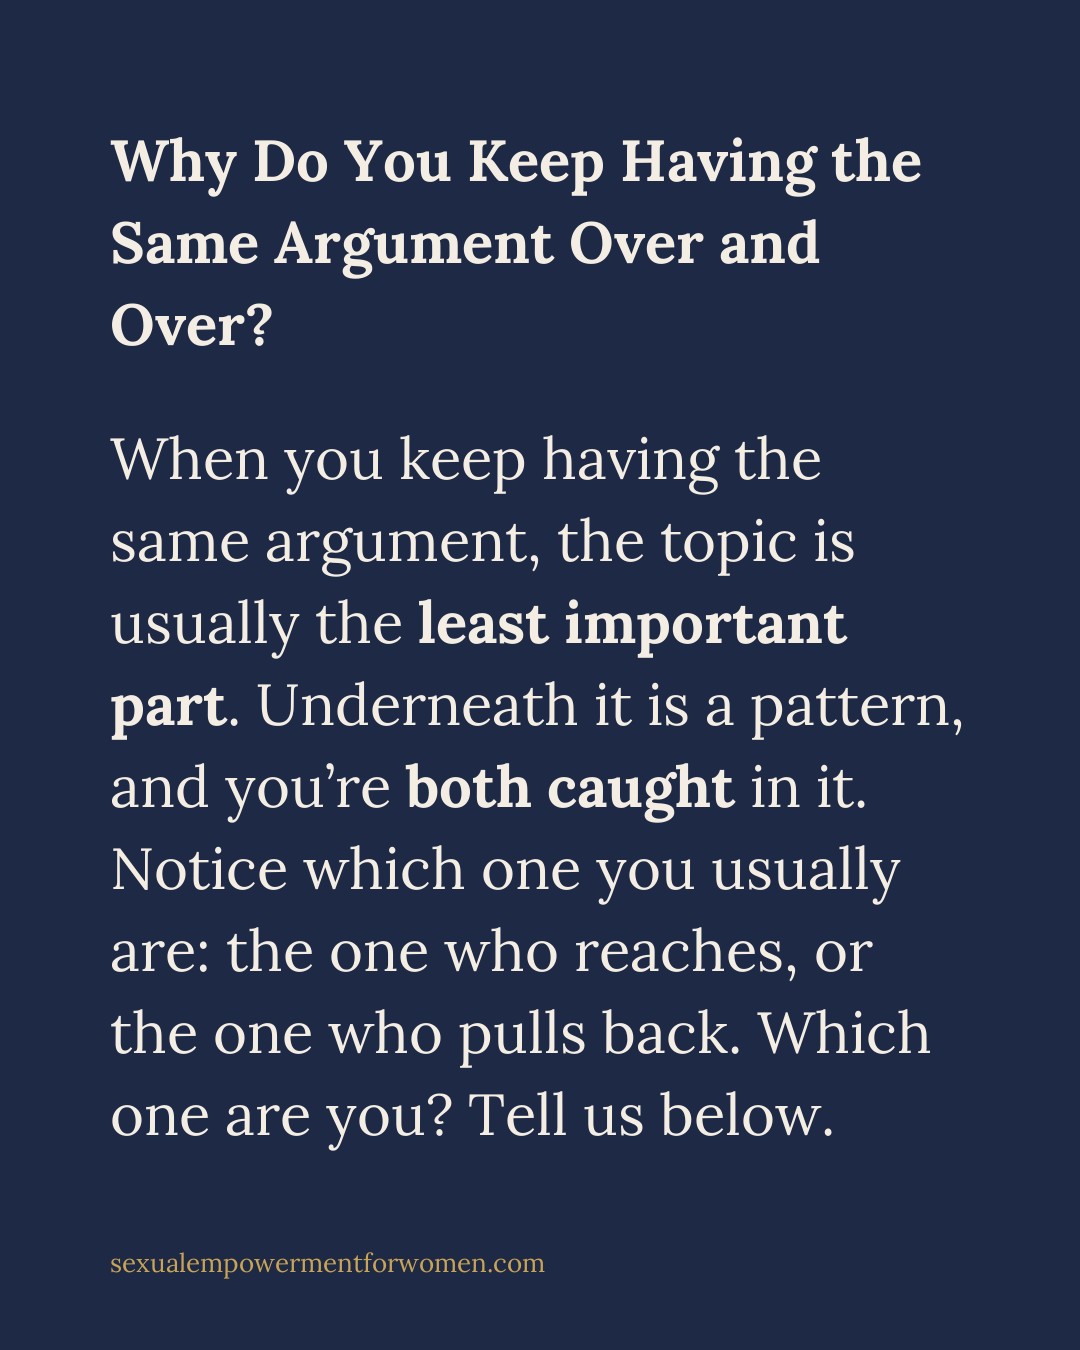 Why Do You Keep Having the
Same Argument Over and
Over?
When you keep having the
same argument, the topic is
usually the least important
part. Underneath it is a pattern,
and you’re both caught in it.
Notice which one you usually
are: the one who reaches, or
the one who pulls back. Which
one are you? Tell us below.
sexualempowermentforwomen.com